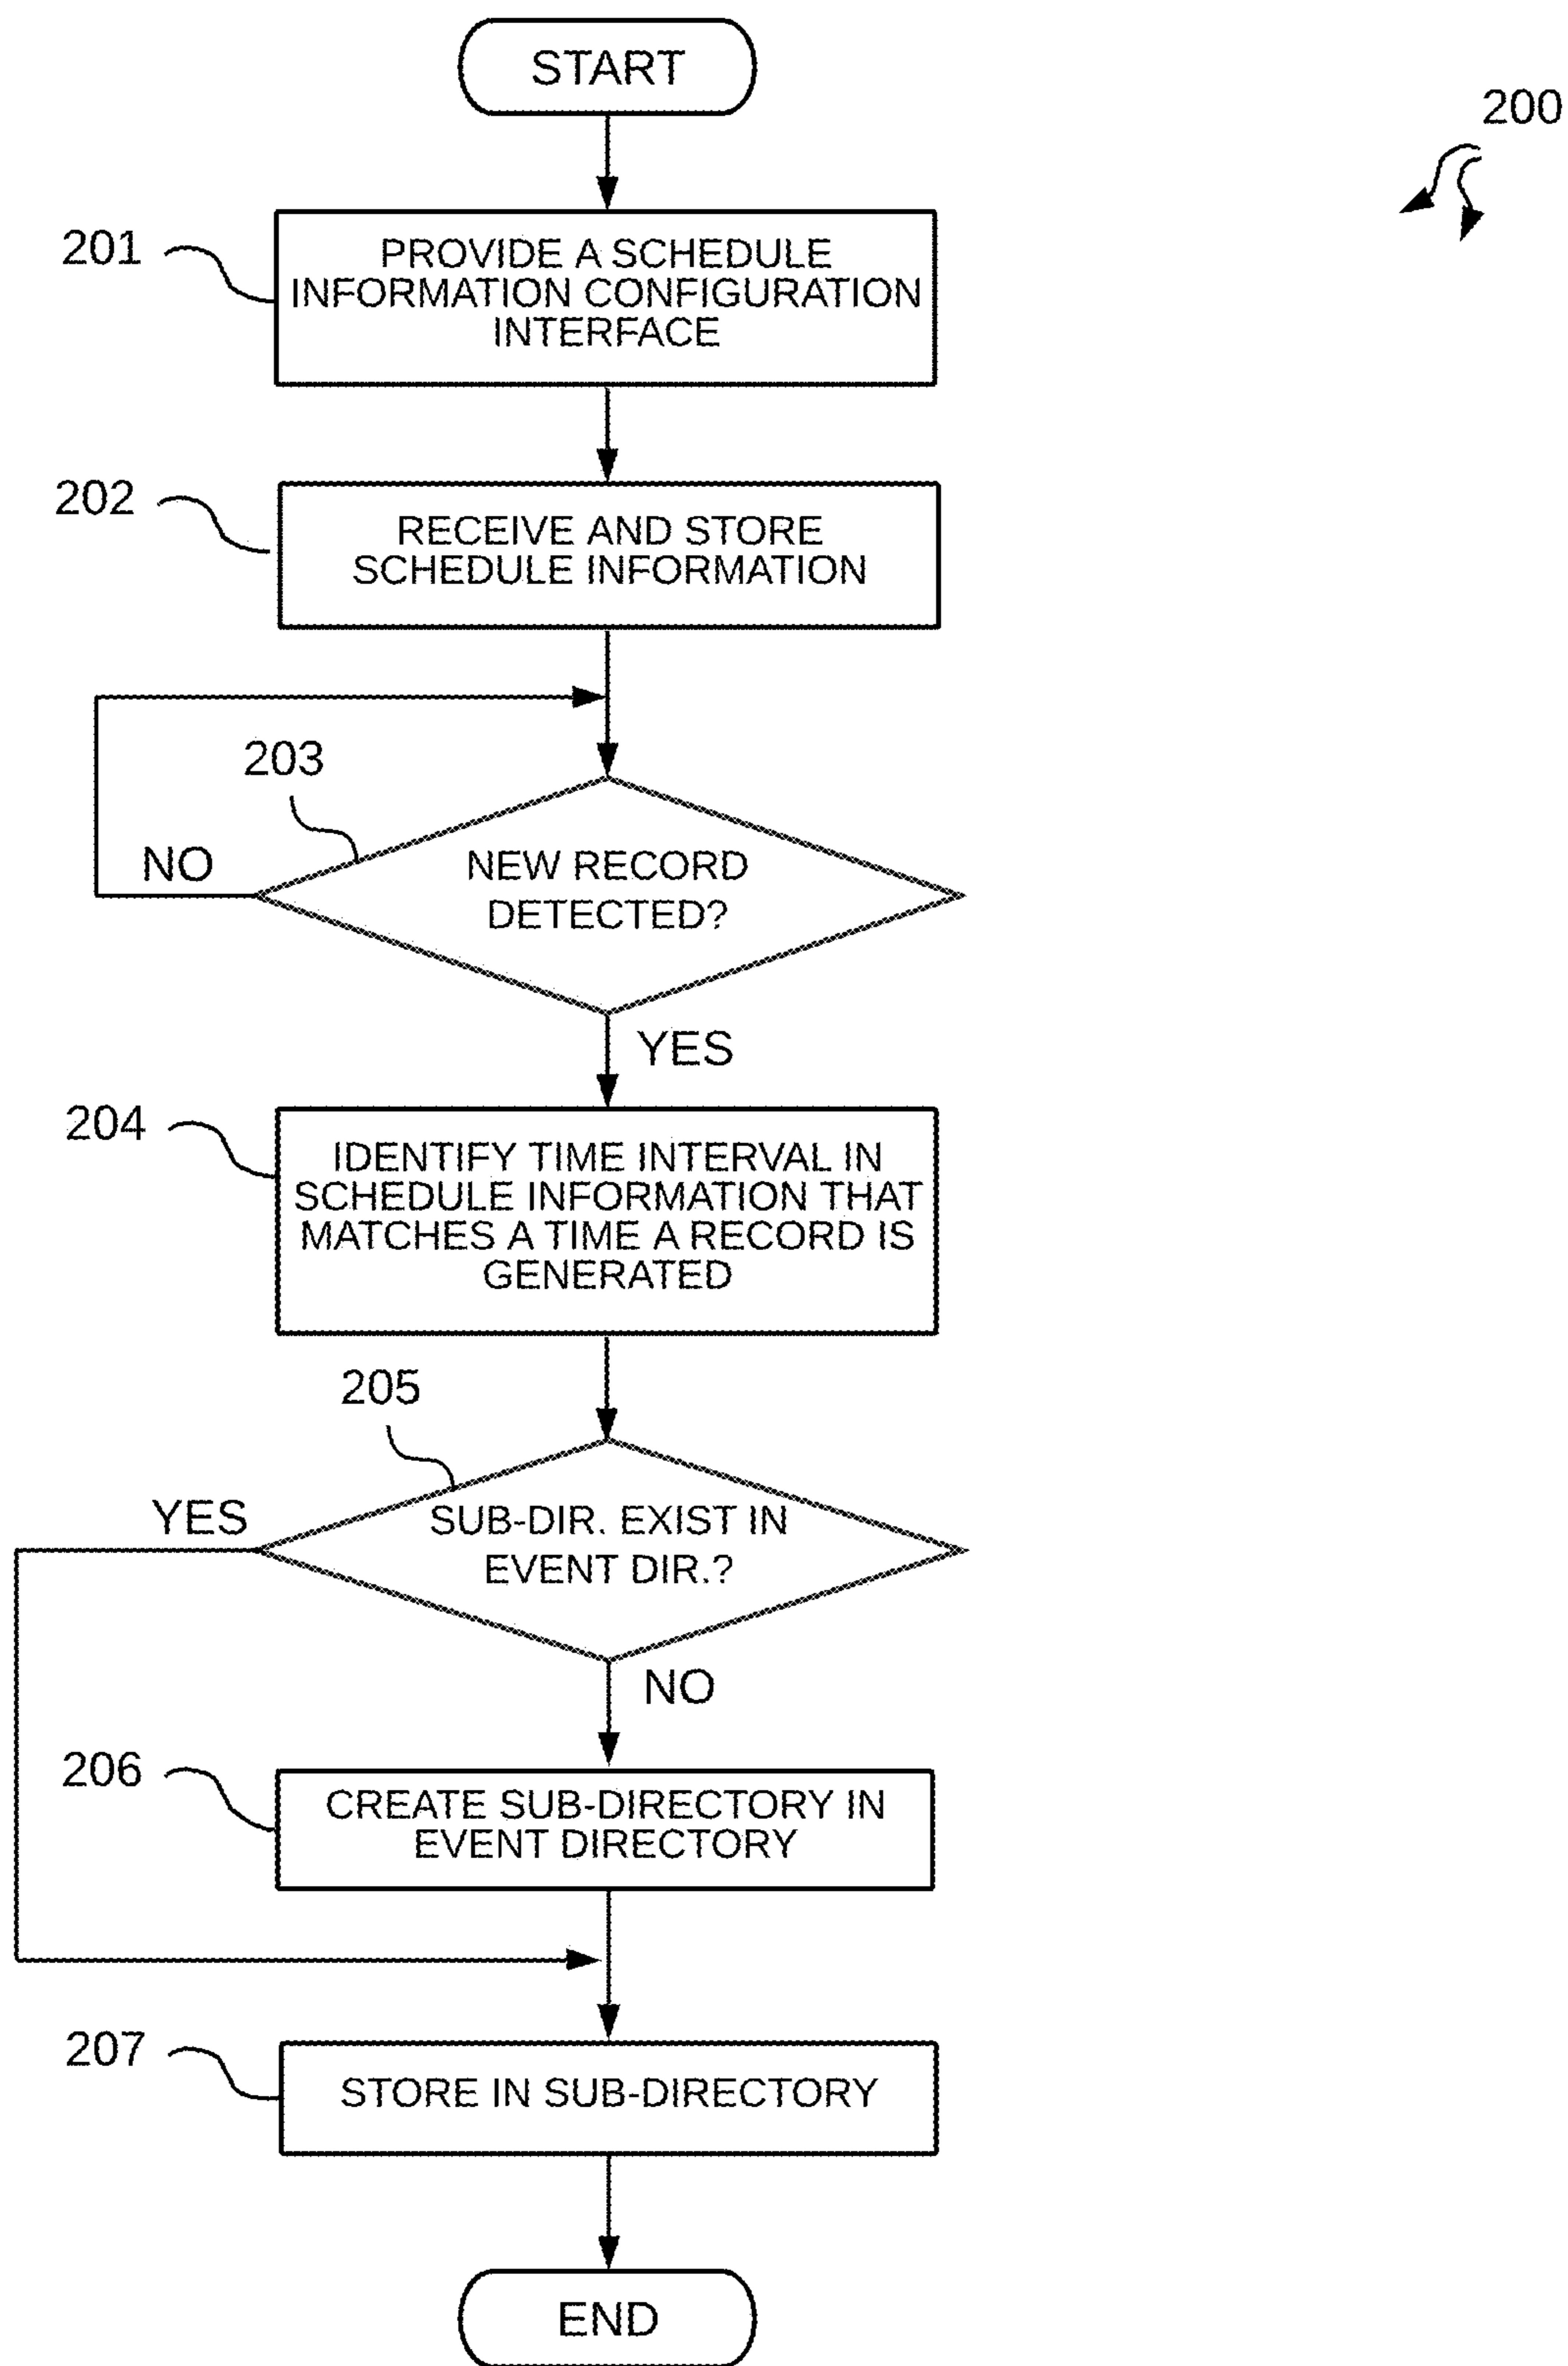 START
200
201
PROVIDE A SCHEDULE
INFORMATION CONFIGURATION
INTERFACE
202
RECEIVE AND STORE
SCHEDULE INFORMATION
203
NO
NEW RECORD
DETECTED?
YES
204
IDENTIFY TIME INTERVAL IN
SCHEDULE INFORMATION THAT
MATCHES A TIME A RECORD IS
GENERATED
205
YES
SUB-DIR. EXIST IN
EVENT DIR.?
NO
206
CREATE SUB-DIRECTORY IN
EVENT DIRECTORY
207
STORE IN SUB-DIRECTORY
END